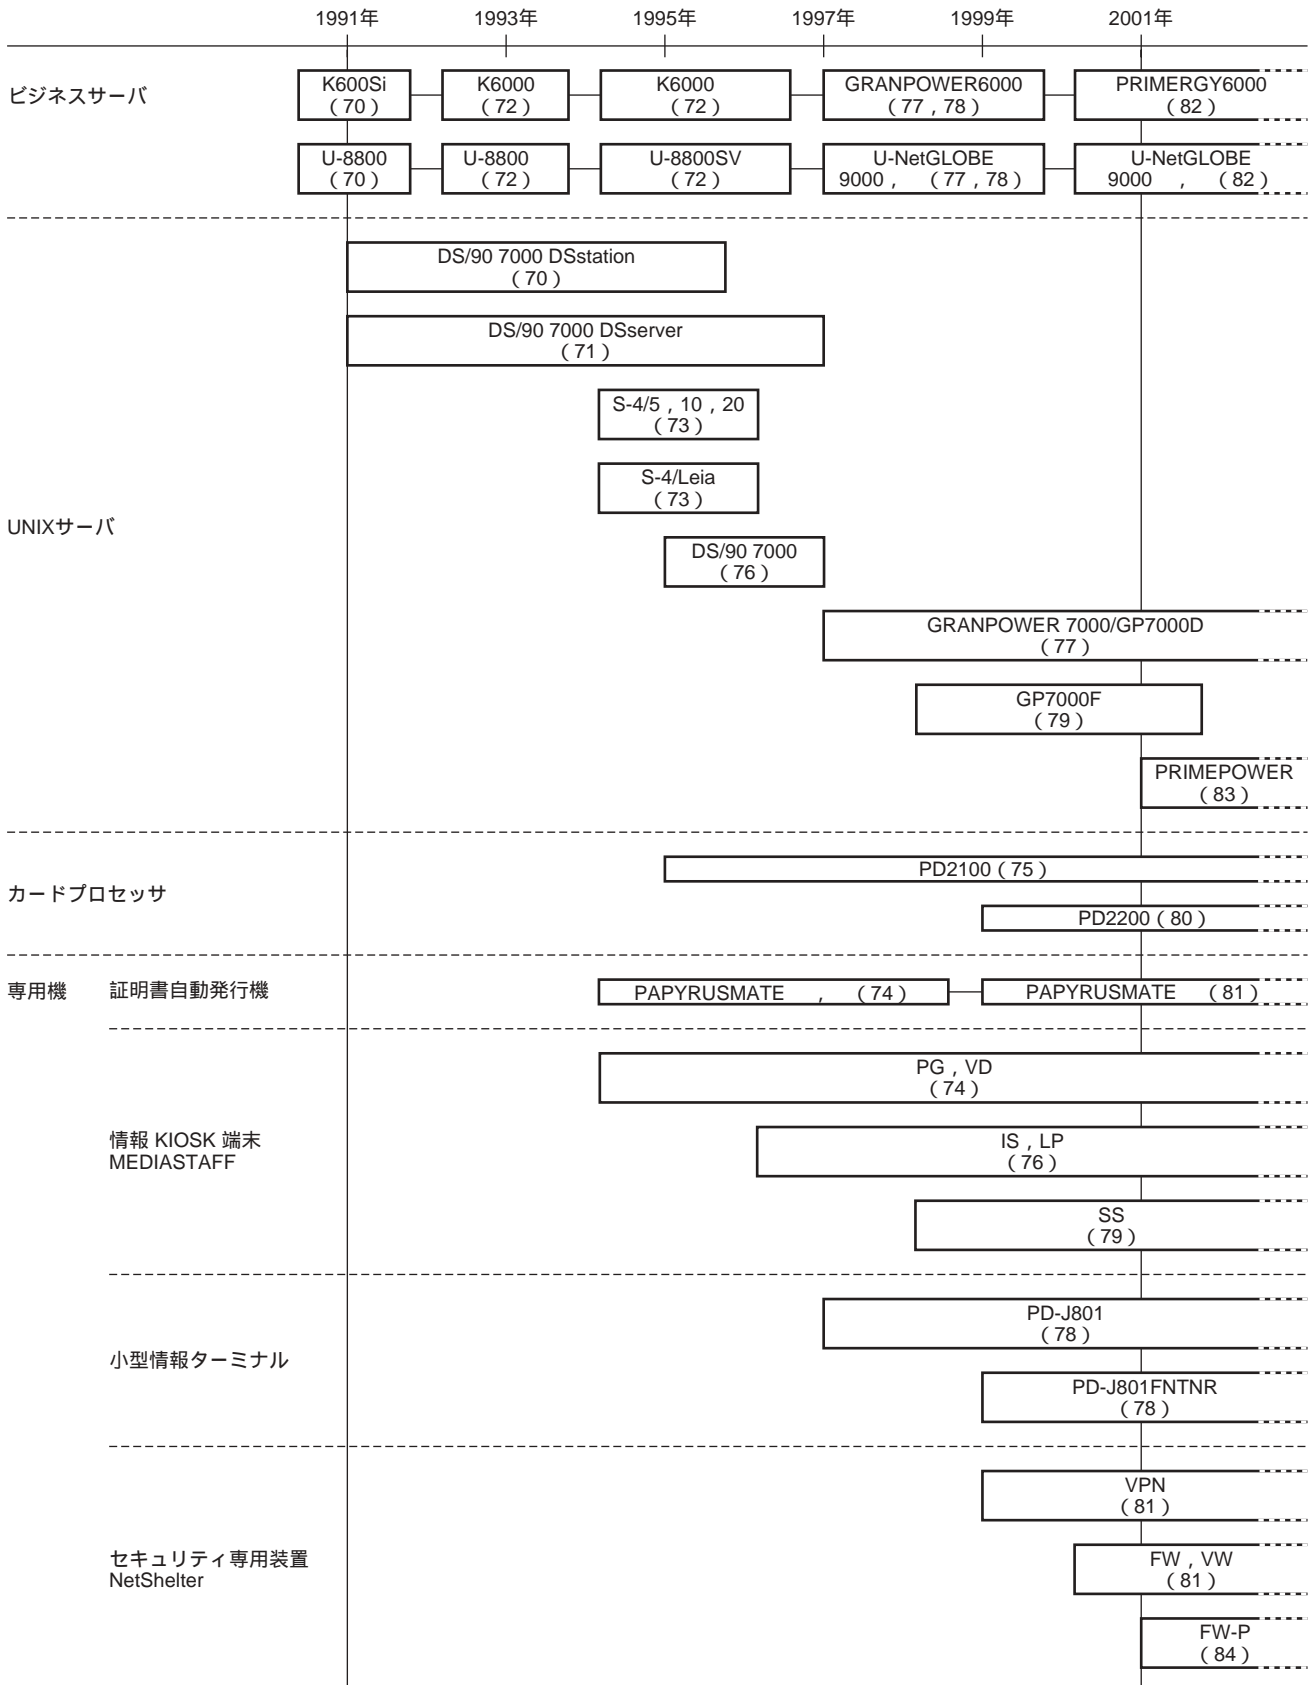 1991年 1993年 1995年 1997年 1999年 2001年
ビジネスサーバ
K600Si
（70）
K6000
（72）
K6000
（72）
GRANPOWER6000
（77，78）
PRIMERGY6000
（82）
U-8800
（70）
U-8800
（72）
U-8800SV
（72）
U-NetGLOBE
9000，　（77，78）
U-NetGLOBE
9000　，　（82）
UNIXサーバ
DS/90 7000 DSstation
（70）
DS/90 7000 DSserver
（71）
S-4/5，10，20
（73）
S-4/Leia
（73）
DS/90 7000
（76）
GRANPOWER 7000/GP7000D
（77）
GP7000F
（79）
PRIMEPOWER
（83）
カードプロセッサ
PD2100（75）
PD2200（80）
専用機
証明書自動発行機
PAPYRUSMATE　，　（74）
PAPYRUSMATE　（81）
情報 KIOSK 端末
MEDIASTAFF
PG，VD
（74）
IS，LP
（76）
SS
（79）
小型情報ターミナル
PD-J801
（78）
PD-J801FNTNR
（78）
セキュリティ専用装置
NetShelter
VPN
（81）
FW，VW
（81）
FW-P
（84）